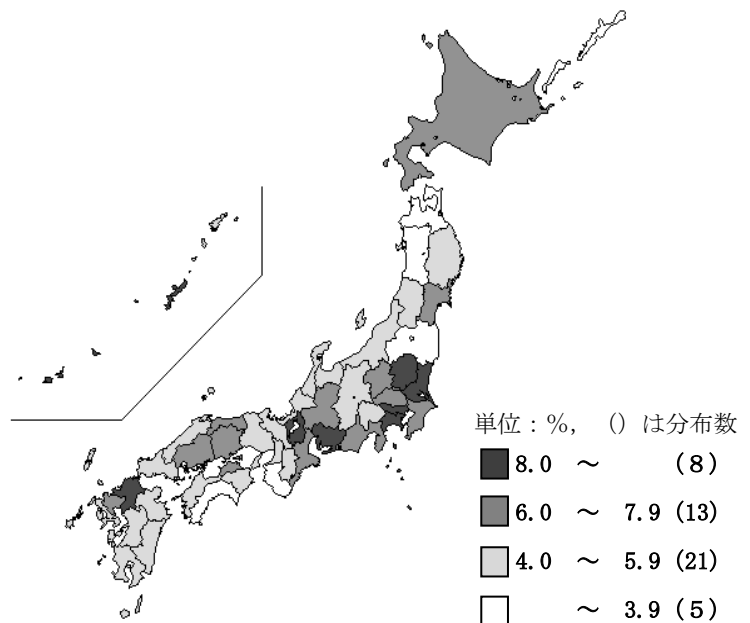 単位:％， （）は分布数
8.0 ～ (8)
6.0 ～ 7.9 (13)
4.0 ～ 5.9 (21)
～ 3.9 (5)